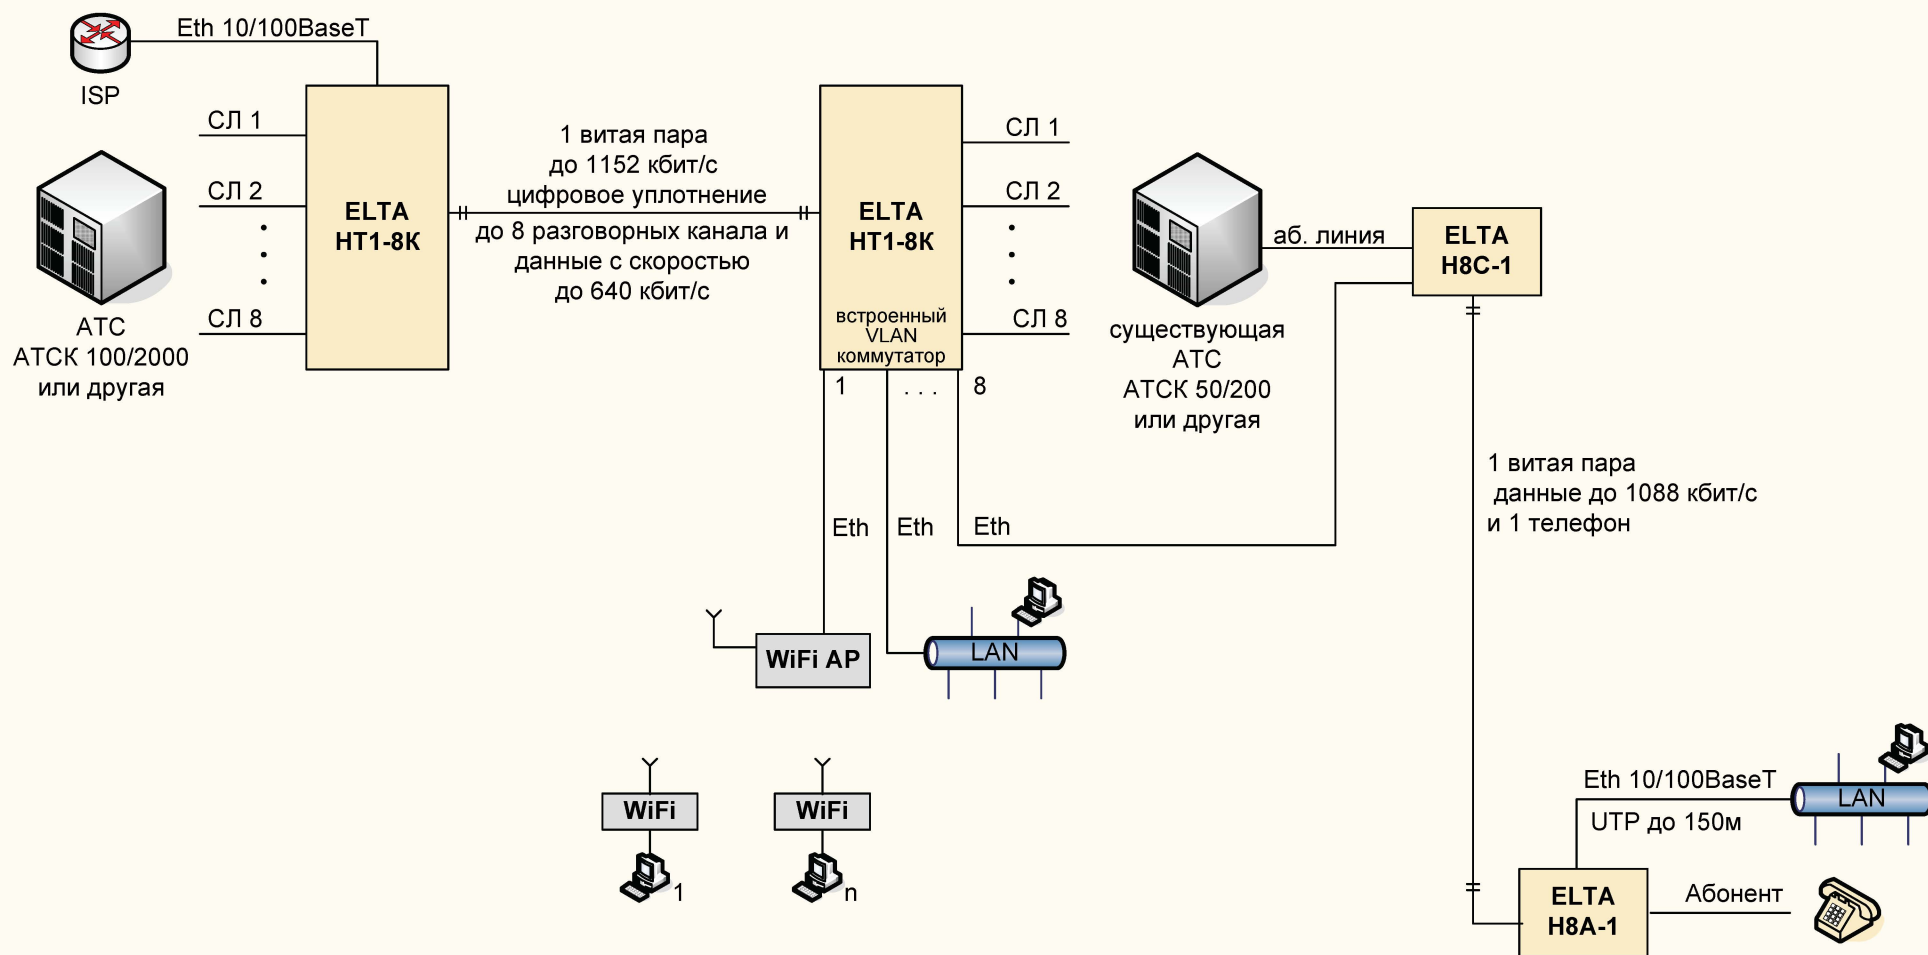 Eth 10/100BaseT
ISP
СЛ 1
СЛ 2
СЛ 8
АТС
АТСК 100/2000
или другая
ELTA
НТ1-8К
1 витая пара
до 1152 кбит/с
цифровое уплотнение
до 8 разговорных канала и
данные с скоростью
до 640 кбит/с
ELTA
НТ1-8К
встроенный
VLAN
коммутатор
1
. . .
8
СЛ 1
СЛ 2
СЛ 8
существующая
АТС
АТСК 50/200
или другая
аб. линия
ELTA
H8C-1
1 витая пара
данные до 1088 кбит/с
и 1 телефон
Eth
Eth
Eth
WiFi AP
LAN
WiFi
1
WiFi
n
Eth 10/100BaseT
UTP до 150м
LAN
ELTA
H8A-1
Абонент